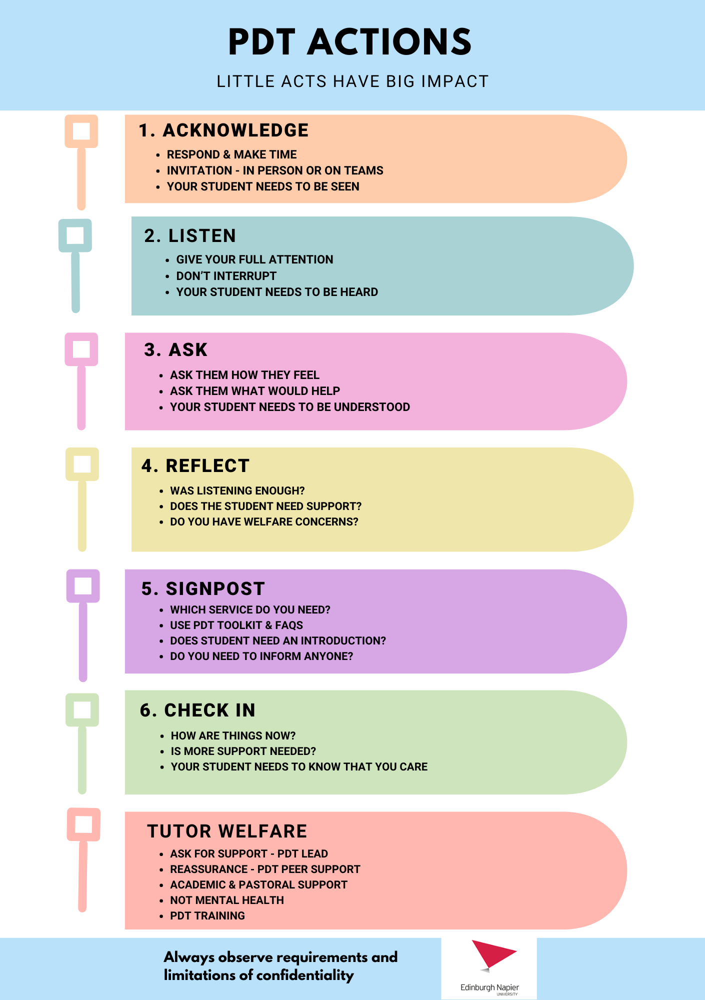 PDT ACTIONS
LITTLE ACTS HAVE BIG IMPACT
1. ACKNOWLEDGE
• RESPOND & MAKE TIME
• INVITATION - IN PERSON OR ON TEAMS
• YOUR STUDENT NEEDS TO BE SEEN
2. LISTEN
• GIVE YOUR FULL ATTENTION
• DON’T INTERRUPT
• YOUR STUDENT NEEDS TO BE HEARD
3. ASK
• ASK THEM HOW THEY FEEL
• ASK THEM WHAT WOULD HELP
• YOUR STUDENT NEEDS TO BE UNDERSTOOD
4. REFLECT
• WAS LISTENING ENOUGH?
• DOES THE STUDENT NEED SUPPORT?
• DO YOU HAVE WELFARE CONCERNS?
5. SIGNPOST
• WHICH SERVICE DO YOU NEED?
• USE PDT TOOLKIT & FAQS
• DOES STUDENT NEED AN INTRODUCTION?
• DO YOU NEED TO INFORM ANYONE?
6. CHECK IN
• HOW ARE THINGS NOW?
• IS MORE SUPPORT NEEDED?
• YOUR STUDENT NEEDS TO KNOW THAT YOU CARE
TUTOR WELFARE
• ASK FOR SUPPORT - PDT LEAD
• REASSURANCE - PDT PEER SUPPORT
• ACADEMIC & PASTORAL SUPPORT
• NOT MENTAL HEALTH
• PDT TRAINING
Always observe requirements and
limitations of confidentiality
Edinburgh Napier
UNIVERSITY